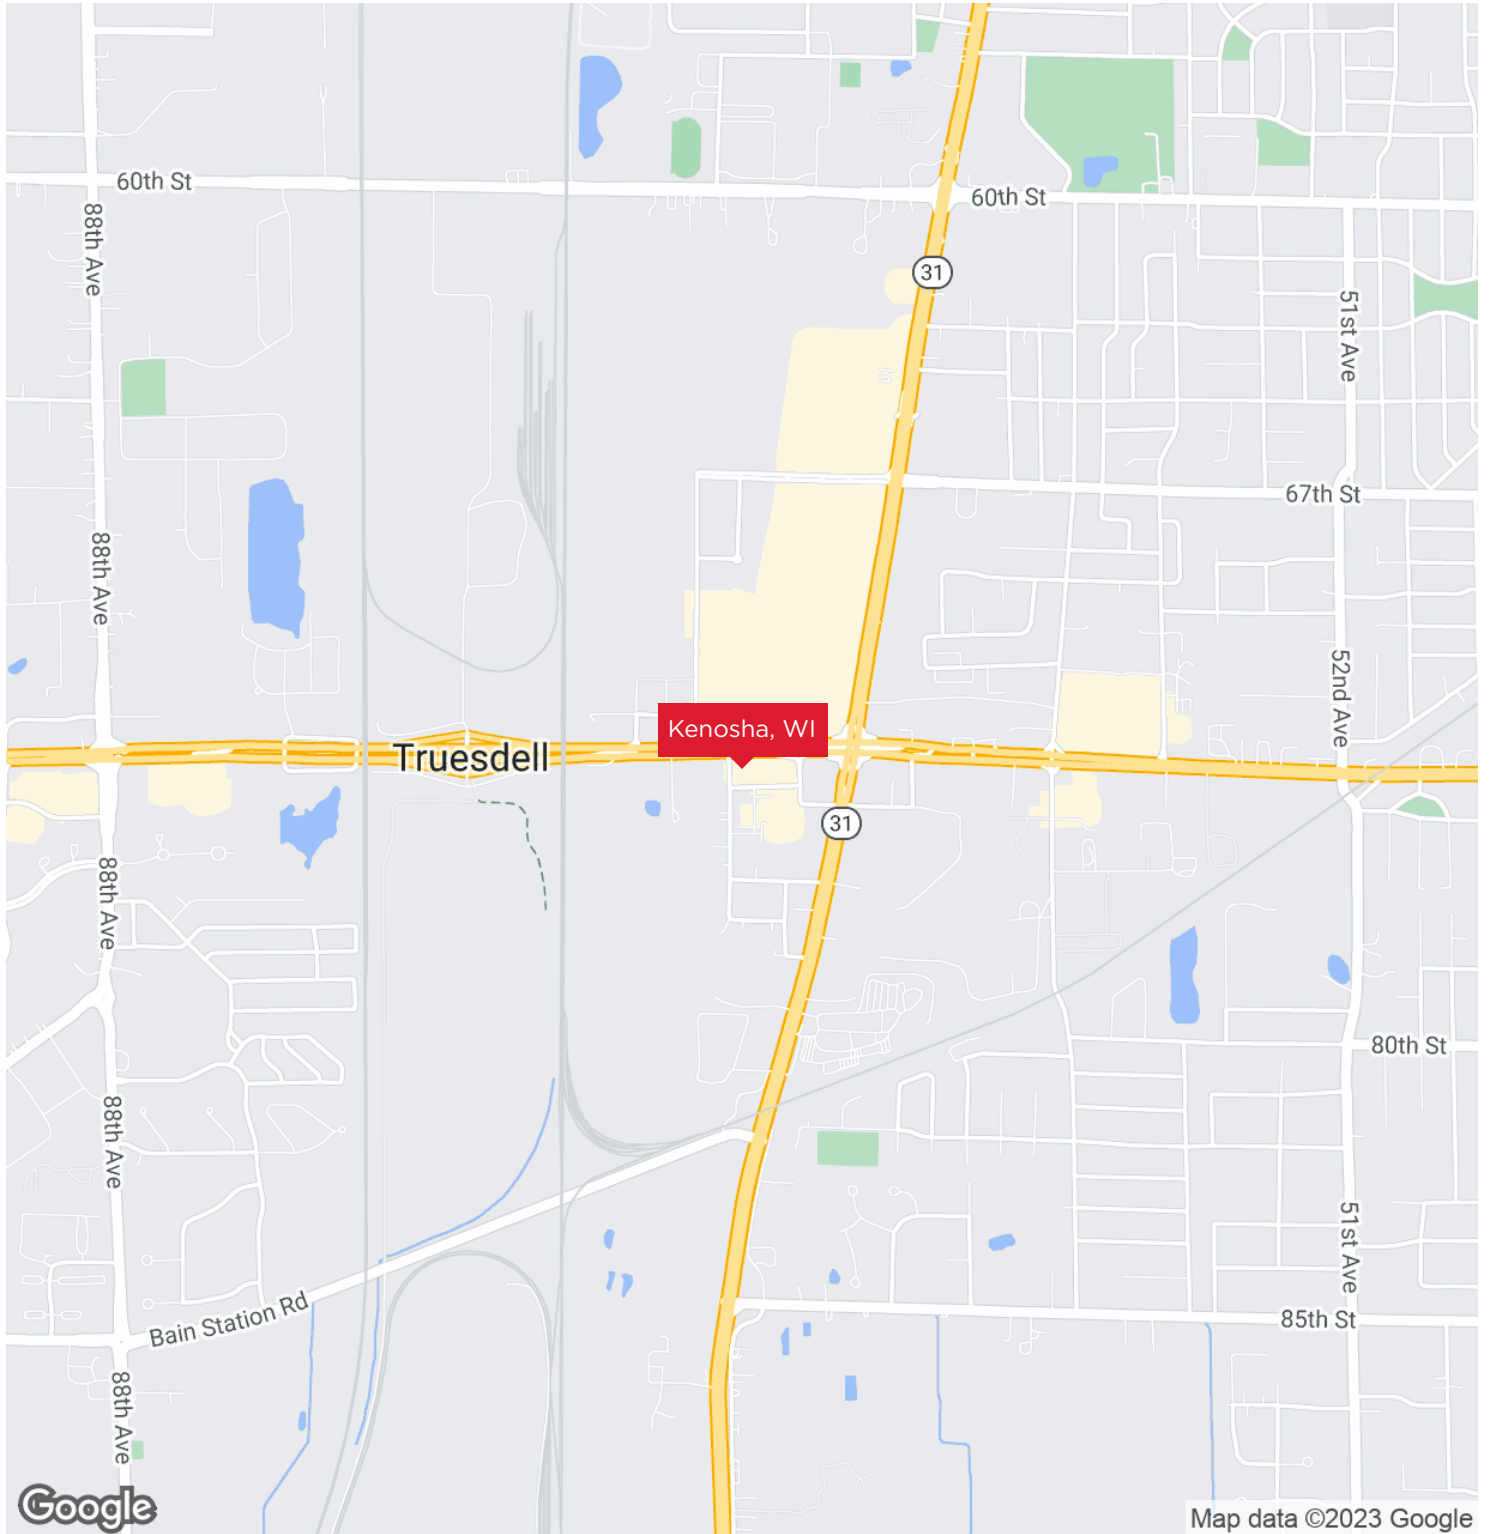 60th St
60th St
88th Ave
31
51st Ave
67th St
88th Ave
52nd Ave
Kenosha, WI
Truesdell
31
88th Ave
80th St
88th Ave
51st Ave
Bain Station Rd
85th St
88th Ave
Google
Map data ©2023 Google